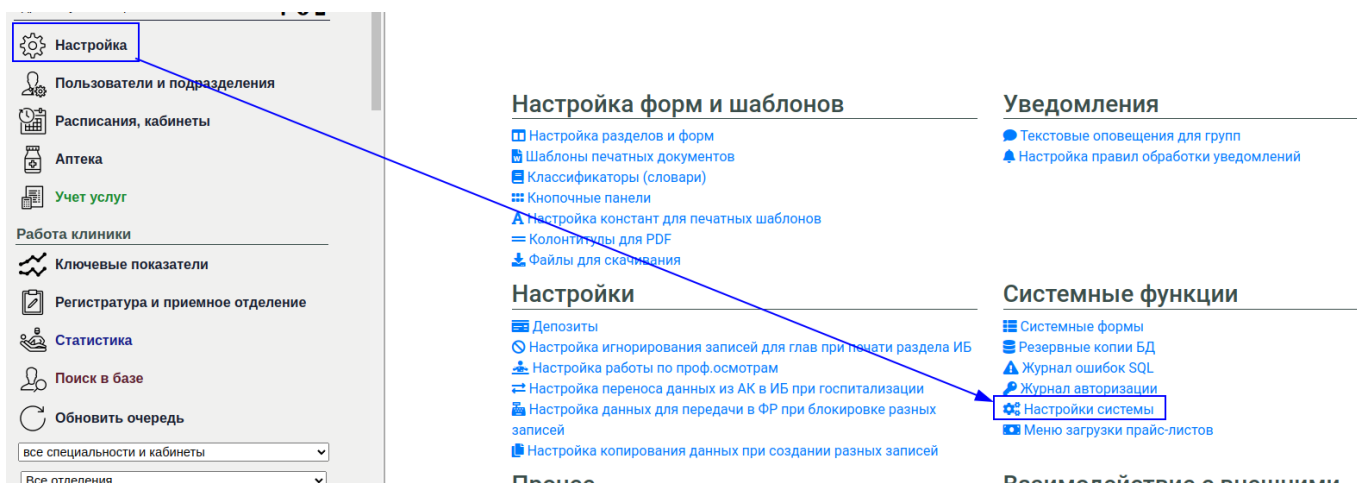 Настройка
Пользователи и подразделения
Расписания, кабинеты
Аптека
Учет услуг
Работа клиники
Ключевые показатели
Регистратура и приемное отделение
Статистика
Поиск в базе
Обновить очередь
все специальности и кабинеты
Все отделения
Настройка форм и шаблонов
Настройка разделов и форм
Шаблоны печатных документов
Классификаторы (словари)
Кнопочные панели
Настройка констант для печатных шаблонов
Колонтитулы для PDF
Файлы для скачивания
Настройки
Депозиты
Настройка игнорирования записей для глав при печати раздела ИБ
Настройка работы по проф.осмотрам
Настройка переноса данных из АК в ИБ при госпитализации
Настройка данных для передачи в ФР при блокировке разных
записей
Настройка копирования данных при создании разных записей
Прочее
Уведомления
Текстовые оповещения для групп
Настройка правил обработки уведомлений
Системные функции
Системные формы
Резервные копии БД
Журнал ошибок SQL
Журнал авторизации
Настройки системы
Меню загрузки прайс-листов
Взаимодействие с внешними